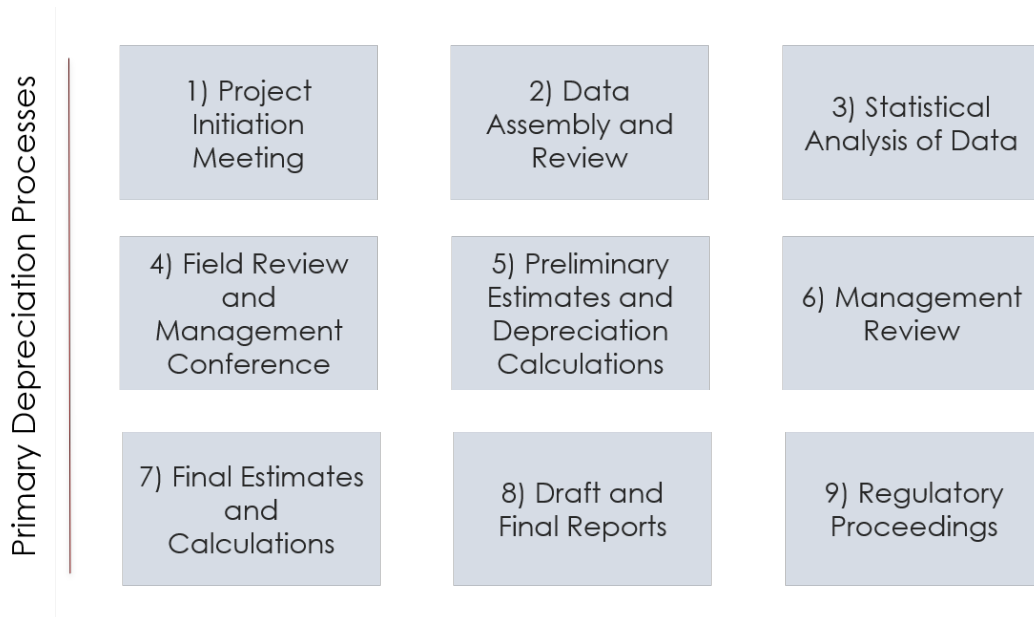 Primary Depreciation Processes
1) Project
Initiation
Meeting
2) Data
Assembly and
Review
3) Statistical
Analysis of Data
4) Field Review
and
Management
Conference
5) Preliminary
Estimates and
Depreciation
Calculations
6) Management
Review
7) Final Estimates
and
Calculations
8) Draft and
Final Reports
9) Regulatory
Proceedings